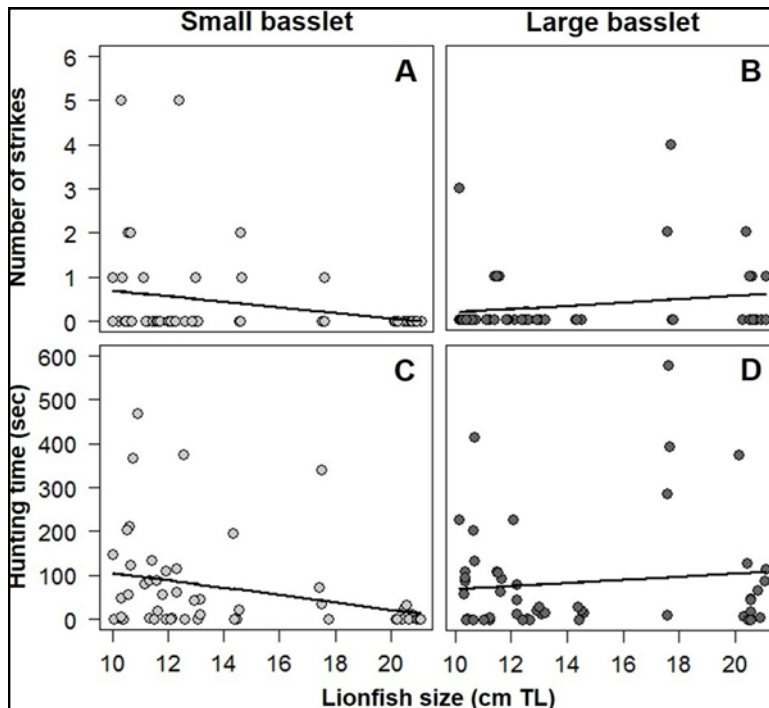 Small basslet Large basslet
Number of strikes
A
B
6
5
4
3
2
1
0
Hunting time (sec)
C
D
600
500
400
300
200
100
0
10 12 14 16 18 20 10 12 14 16 18 20
Lionfish size (cm TL)